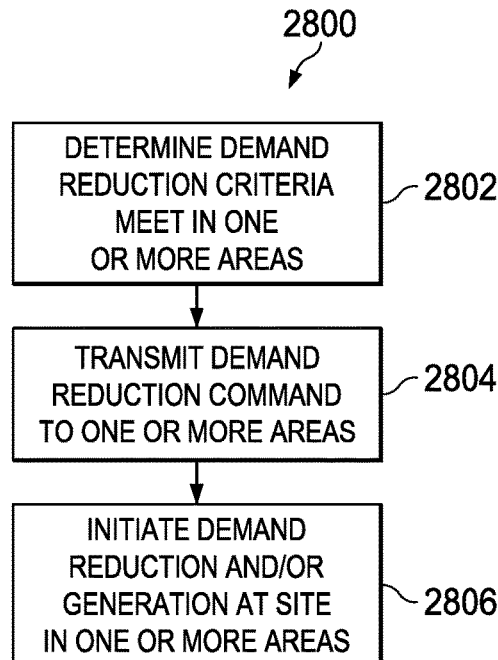 2800
DETERMINE DEMAND
REDUCTION CRITERIA
MEET IN ONE
OR MORE AREAS
2802
TRANSMIT DEMAND
REDUCTION COMMAND
TO ONE OR MORE AREAS
2804
INITIATE DEMAND
REDUCTION AND/OR
GENERATION AT SITE
IN ONE OR MORE AREAS
2806